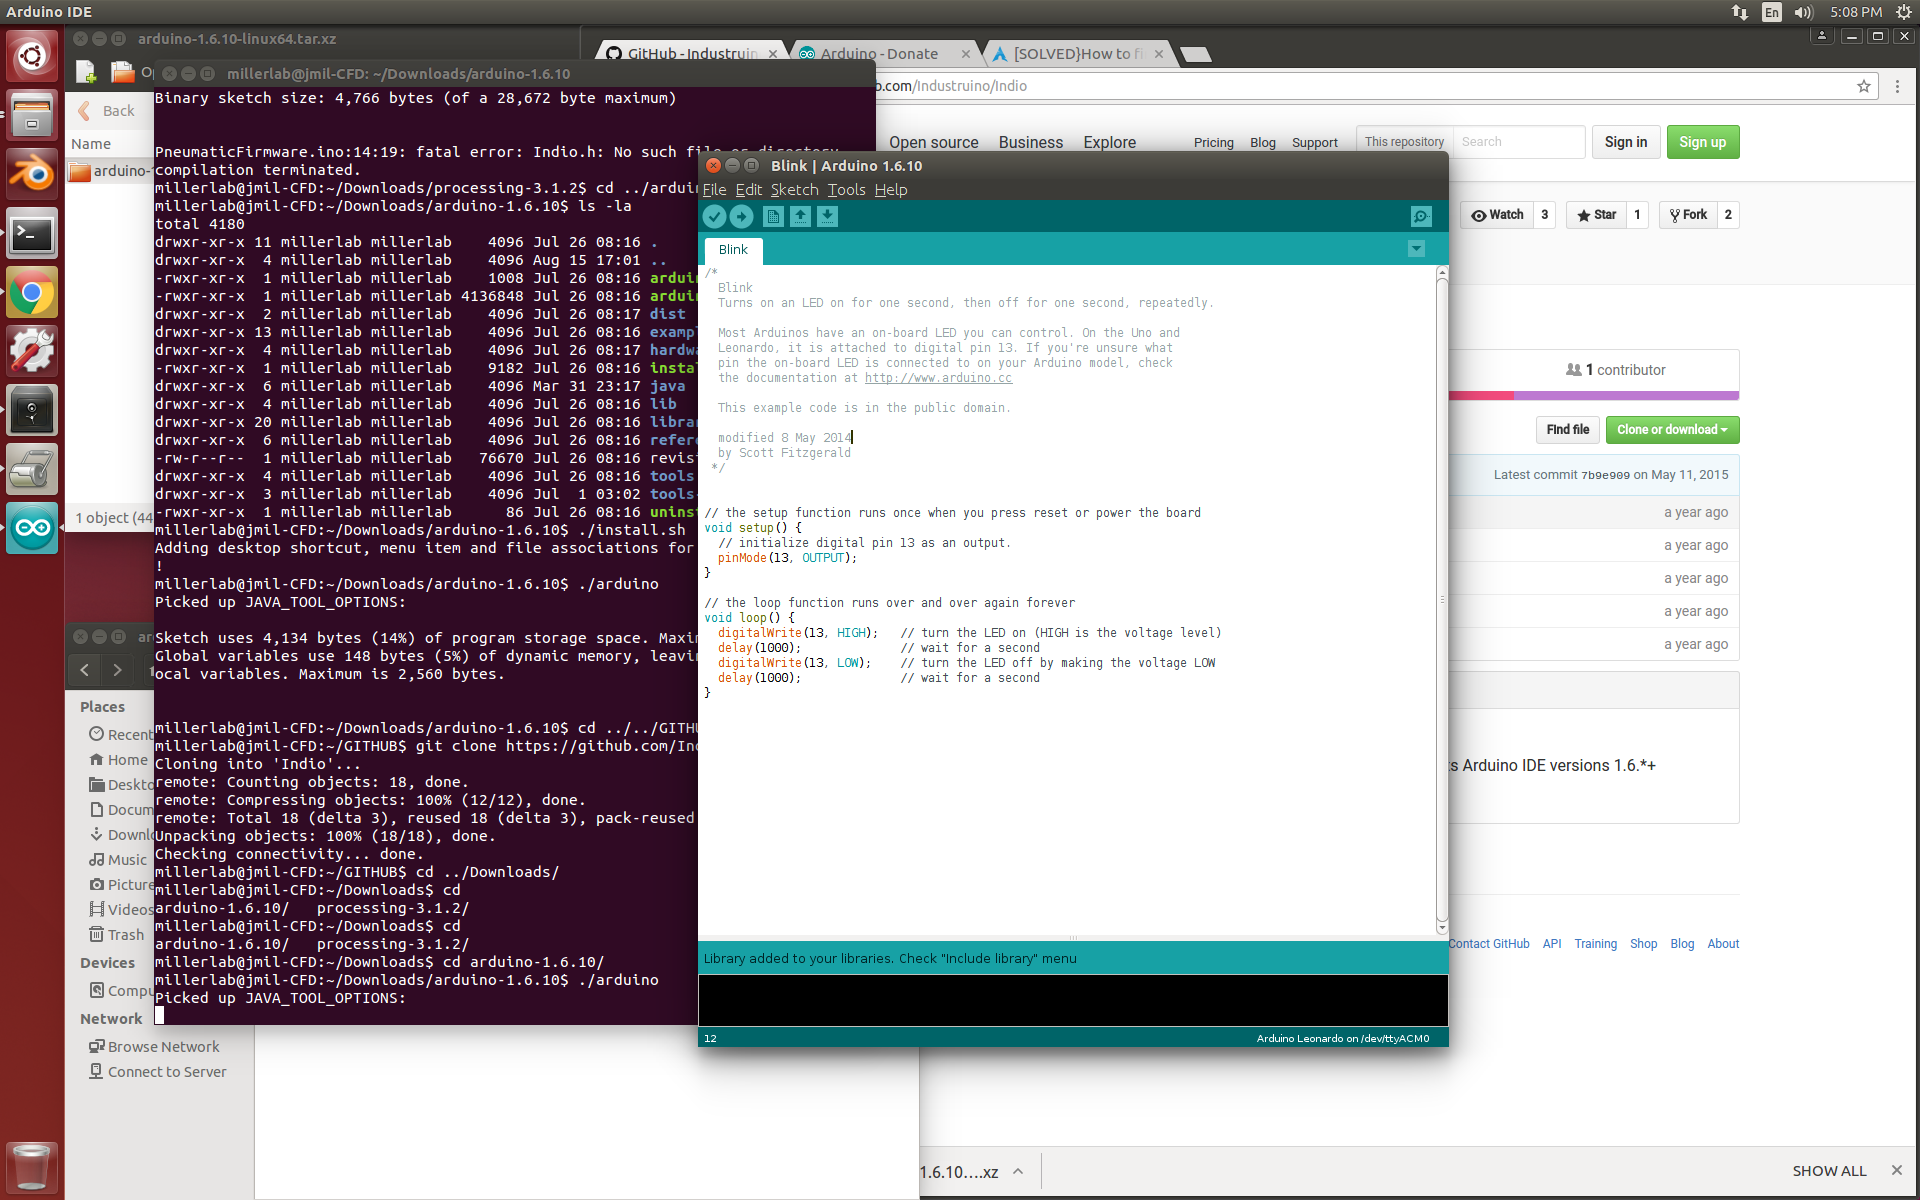 Arduino IDE
En
5:08 PM
arduino-1.6.10-linux64.tar.xz
GitHub - Industruin
Arduino - Donate
[SOLVED}How to fi
millerlab@jmil-CFD: ~/Downloads/arduino-1.6.10
.com/Industruino/Indio
Back
Name
arduino-1
1 object (44
Binary sketch size: 4,766 bytes (of a 28,672 byte maximum)
PneumaticFirmware.ino:14:19: fatal error: Indio.h: No such file or directory
compilation terminated.
millerlab@jmil-CFD:~/Downloads/processing-3.1.2$ cd ../ardui
millerlab@jmil-CFD:~/Downloads/arduino-1.6.10$ ls -la
total 4180
drwxr-xr-x 11 millerlab millerlab    4096 Jul 26 08:16 .
drwxr-xr-x  4 millerlab millerlab    4096 Aug 15 17:01 ..
-rwxr-xr-x  1 millerlab millerlab    1008 Jul 26 08:16 ardui
-rwxr-xr-x  1 millerlab millerlab 4136848 Jul 26 08:16 ardui
drwxr-xr-x  2 millerlab millerlab    4096 Jul 26 08:17 dist
drwxr-xr-x 13 millerlab millerlab    4096 Jul 26 08:16 examp
drwxr-xr-x  4 millerlab millerlab    4096 Jul 26 08:17 hardw
-rwxr-xr-x  1 millerlab millerlab    9182 Jul 26 08:16 insta
drwxr-xr-x  6 millerlab millerlab    4096 Mar 31 23:17 java
drwxr-xr-x  4 millerlab millerlab    4096 Jul 26 08:16 lib
drwxr-xr-x 20 millerlab millerlab    4096 Jul 26 08:16 libra
drwxr-xr-x  6 millerlab millerlab    4096 Jul 26 08:16 refer
-rw-r--r--  1 millerlab millerlab   76670 Jul 26 08:16 revis
drwxr-xr-x  4 millerlab millerlab    4096 Jul 26 08:16 tools
drwxr-xr-x  3 millerlab millerlab    4096 Jul  1 03:02 tools-
-rwxr-xr-x  1 millerlab millerlab      86 Jul 26 08:16 unins
millerlab@jmil-CFD:~/Downloads/arduino-1.6.10$ ./install.sh
Adding desktop shortcut, menu item and file associations for
!
millerlab@jmil-CFD:~/Downloads/arduino-1.6.10$ ./arduino
Picked up JAVA_TOOL_OPTIONS:
Sketch uses 4,134 bytes (14%) of program storage space. Maxi
Global variables use 148 bytes (5%) of dynamic memory, leavi
ocal variables. Maximum is 2,560 bytes.
millerlab@jmil-CFD:~/Downloads/arduino-1.6.10$ cd ../../GITH
millerlab@jmil-CFD:~/GITHUB$ git clone https://github.com/In
Cloning into 'Indio'...
remote: Counting objects: 18, done.
remote: Compressing objects: 100% (12/12), done.
remote: Total 18 (delta 3), reused 18 (delta 3), pack-reused
Unpacking objects: 100% (18/18), done.
Checking connectivity... done.
millerlab@jmil-CFD:~/GITHUB$ cd ../Downloads/
millerlab@jmil-CFD:~/Downloads$ cd
arduino-1.6.10/   processing-3.1.2/
millerlab@jmil-CFD:~/Downloads$ cd
arduino-1.6.10/   processing-3.1.2/
millerlab@jmil-CFD:~/Downloads$ cd arduino-1.6.10/
millerlab@jmil-CFD:~/Downloads/arduino-1.6.10$ ./arduino
Picked up JAVA_TOOL_OPTIONS:
Places
Recent
Home
Deskto
Docum
Downl
Music
Picture
Videos
Trash
Devices
Compu
Network
Browse Network
Connect to Server
Blink | Arduino 1.6.10
File Edit Sketch Tools Help
Blink
/*
  Blink
  Turns on an LED on for one second, then off for one second, repeatedly.
  Most Arduinos have an on-board LED you can control. On the Uno and
  Leonardo, it is attached to digital pin 13. If you're unsure what
  pin the on-board LED is connected to on your Arduino model, check
  the documentation at http://www.arduino.cc
  This example code is in the public domain.
  modified 8 May 2014
  by Scott Fitzgerald
 */
// the setup function runs once when you press reset or power the board
void setup() {
  // initialize digital pin 13 as an output.
  pinMode(13, OUTPUT);
}
// the loop function runs over and over again forever
void loop() {
  digitalWrite(13, HIGH);   // turn the LED on (HIGH is the voltage level)
  delay(1000);              // wait for a second
  digitalWrite(13, LOW);    // turn the LED off by making the voltage LOW
  delay(1000);              // wait for a second
}
Library added to your libraries. Check "Include library" menu
12
Arduino Leonardo on /dev/ttyACM0
Open source Business Explore
Pricing Blog Support
This repository Search
Sign in
Sign up
Watch 3
Star 1
Fork 2
1 contributor
Find file
Clone or download
Latest commit 7b9e909 on May 11, 2015
a year ago
a year ago
a year ago
a year ago
a year ago
s Arduino IDE versions 1.6.*+
Contact GitHub API Training Shop Blog About
1.6.10....xz
SHOW ALL